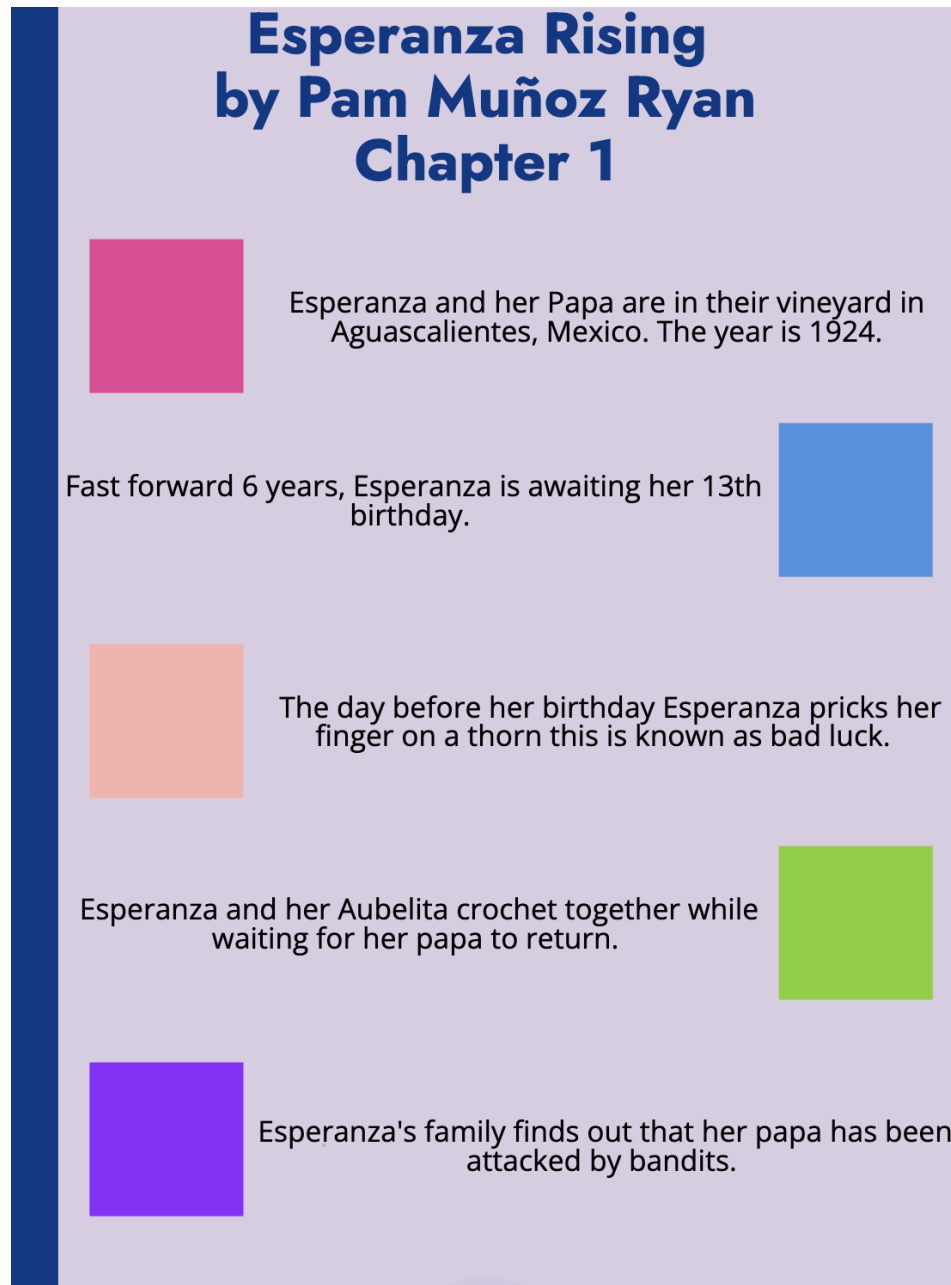 Esperanza Rising
by Pam Muñoz Ryan
Chapter 1
Esperanza and her Papa are in their vineyard in
Aguascalientes, Mexico. The year is 1924.
Fast forward 6 years, Esperanza is awaiting her 13th
birthday.
The day before her birthday Esperanza pricks her
finger on a thorn this is known as bad luck.
Esperanza and her Aubelita crochet together while
waiting for her papa to return.
Esperanza's family finds out that her papa has been
attacked by bandits.